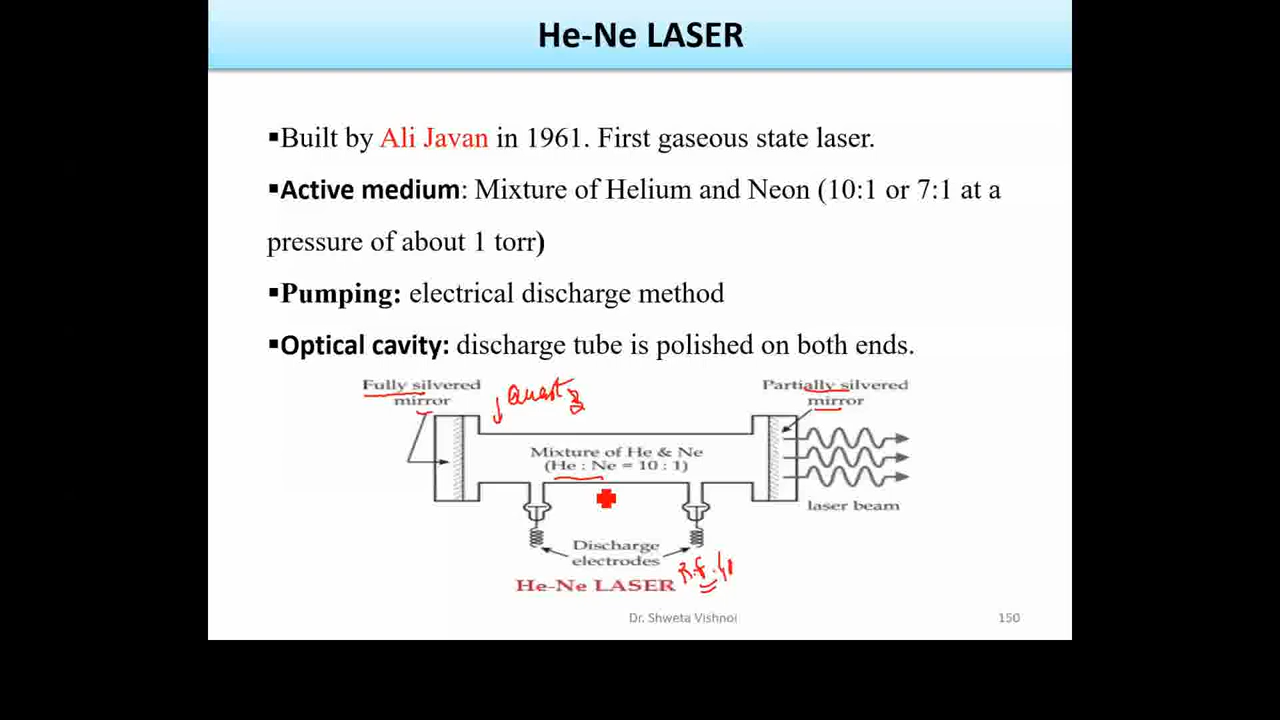 He-Ne LASER
▪Built by Ali Javan in 1961. First gaseous state laser.
▪Active medium: Mixture of Helium and Neon (10:1 or 7:1 at a
pressure of about 1 torr)
▪Pumping: electrical discharge method
▪Optical cavity: discharge tube is polished on both ends.
Fully silvered
mirror
Quartz
Partially silvered
mirror
Mixture of He & Ne
(He : Ne = 10 : 1)
laser beam
Discharge
electrodes
R.f.
He-Ne LASER
Dr. Shweta Vishnoi
150